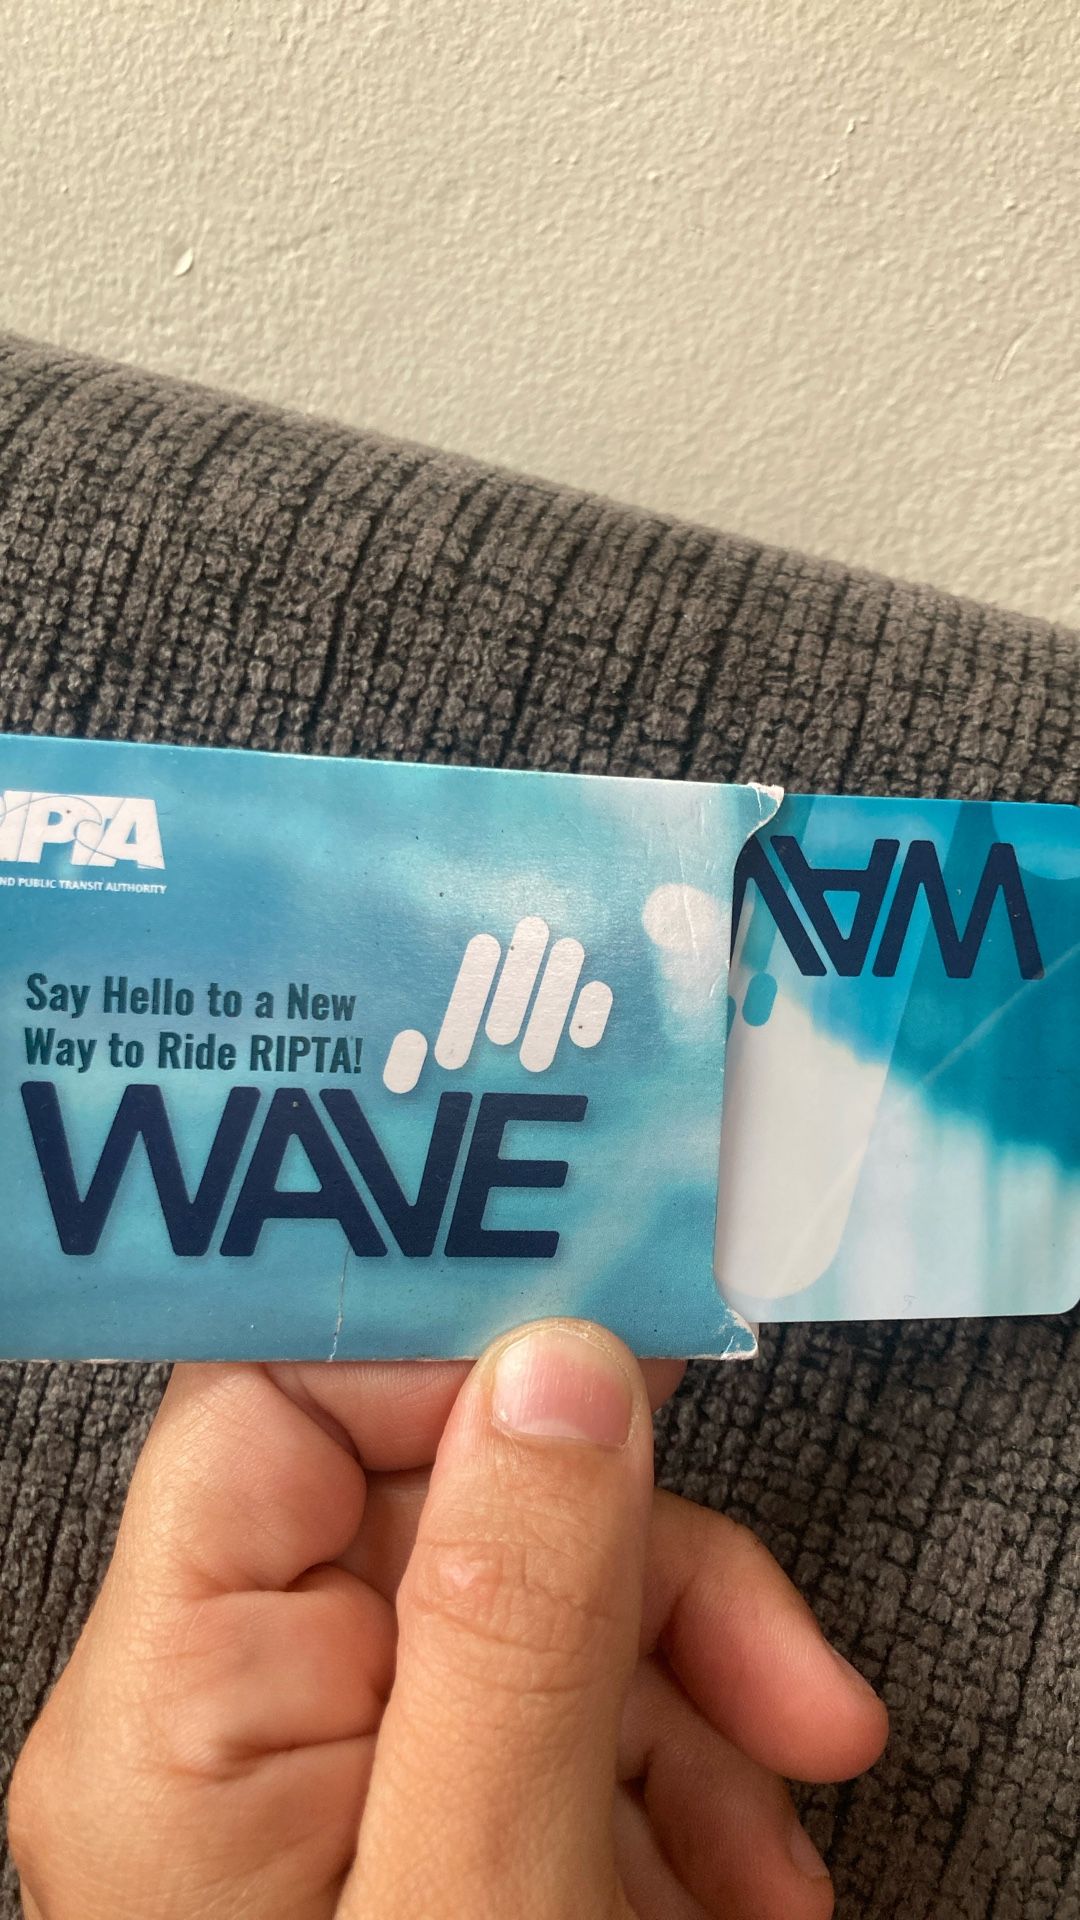 RIPTA
ND PUBLIC TRANSIT AUTHORITY
Say Hello to a New
Way to Ride RIPTA!
WAVE
WAV